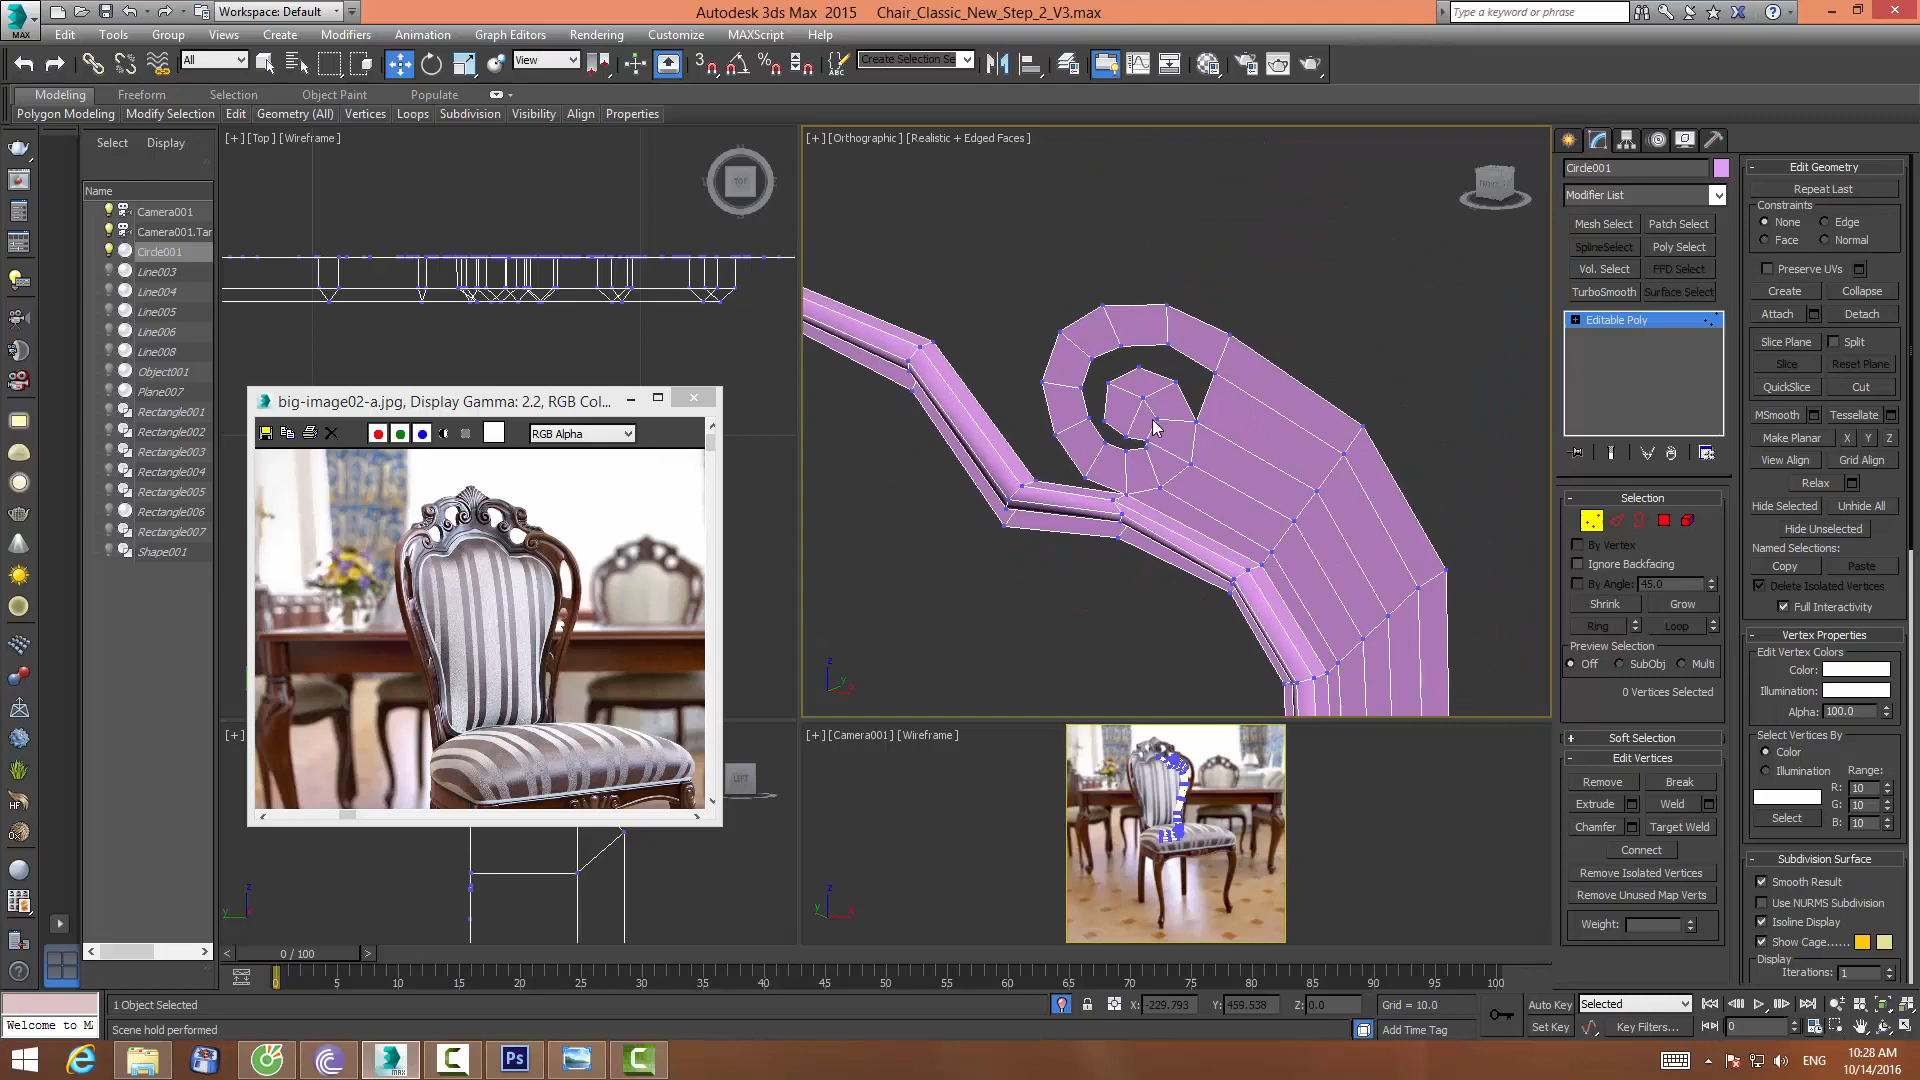 Workspace: Default
Autodesk 3ds Max 2015 Chair_Classic_New_Step_2_V3.max
Type a keyword or phrase
MAX
Edit Tools Group Views Create Modifiers Animation Graph Editors Rendering Customize MAXScript Help
All
View
Create Selection Se
Modeling Freeform Selection Object Paint Populate
Polygon Modeling Modify Selection Edit Geometry (All) Vertices Loops Subdivision Visibility Align Properties
Select Display
Name
Camera001
Camera001.Tar
Circle001
Line003
Line004
Line005
Line006
Line008
Object001
Plane007
Rectangle001
Rectangle002
Rectangle003
Rectangle004
Rectangle005
Rectangle006
Rectangle007
Shape001
[+] [Top] [Wireframe]
TOP
[+] [Orthographic] [Realistic + Edged Faces]
big-image02-a.jpg, Display Gamma: 2.2, RGB Col...
RGB Alpha
[+]
LEFT
[+] [Camera001] [Wireframe]
Circle001
Modifier List
Mesh Select Patch Select
SplineSelect Poly Select
Vol. Select FFD Select
TurboSmooth Surface Select
Editable Poly
Selection
By Vertex
Ignore Backfacing
By Angle: 45.0
Shrink Grow
Ring Loop
Preview Selection
Off SubObj Multi
0 Vertices Selected
Soft Selection
Edit Vertices
Remove Break
Extrude Weld
Chamfer Target Weld
Connect
Remove Isolated Vertices
Remove Unused Map Verts
Weight:
Edit Geometry
Repeat Last
Constraints
None Edge
Face Normal
Preserve UVs
Create Collapse
Attach Detach
Slice Plane Split
Slice Reset Plane
QuickSlice Cut
MSmooth Tessellate
Make Planar X Y Z
View Align Grid Align
Relax
Hide Selected Unhide All
Hide Unselected
Named Selections:
Copy Paste
Delete Isolated Vertices
Full Interactivity
Vertex Properties
Edit Vertex Colors
Color:
Illumination:
Alpha: 100.0
Select Vertices By
Color
Illumination Range:
R: 10
G: 10
B: 10
Select
Subdivision Surface
Smooth Result
Use NURMS Subdivision
Isoline Display
Show Cage......
Display
Iterations: 1
0 / 100
0 5 10 15 20 25 30 35 40 45 50 55 60 65 70 75 80 85 90 95 100
1 Object Selected
X: -229.793 Y: 459.538 Z: 0.0 Grid = 10.0
Auto Key Selected
Welcome to M
Scene hold performed
Add Time Tag
Set Key Key Filters...
0
ENG
10:28 AM
10/14/2016